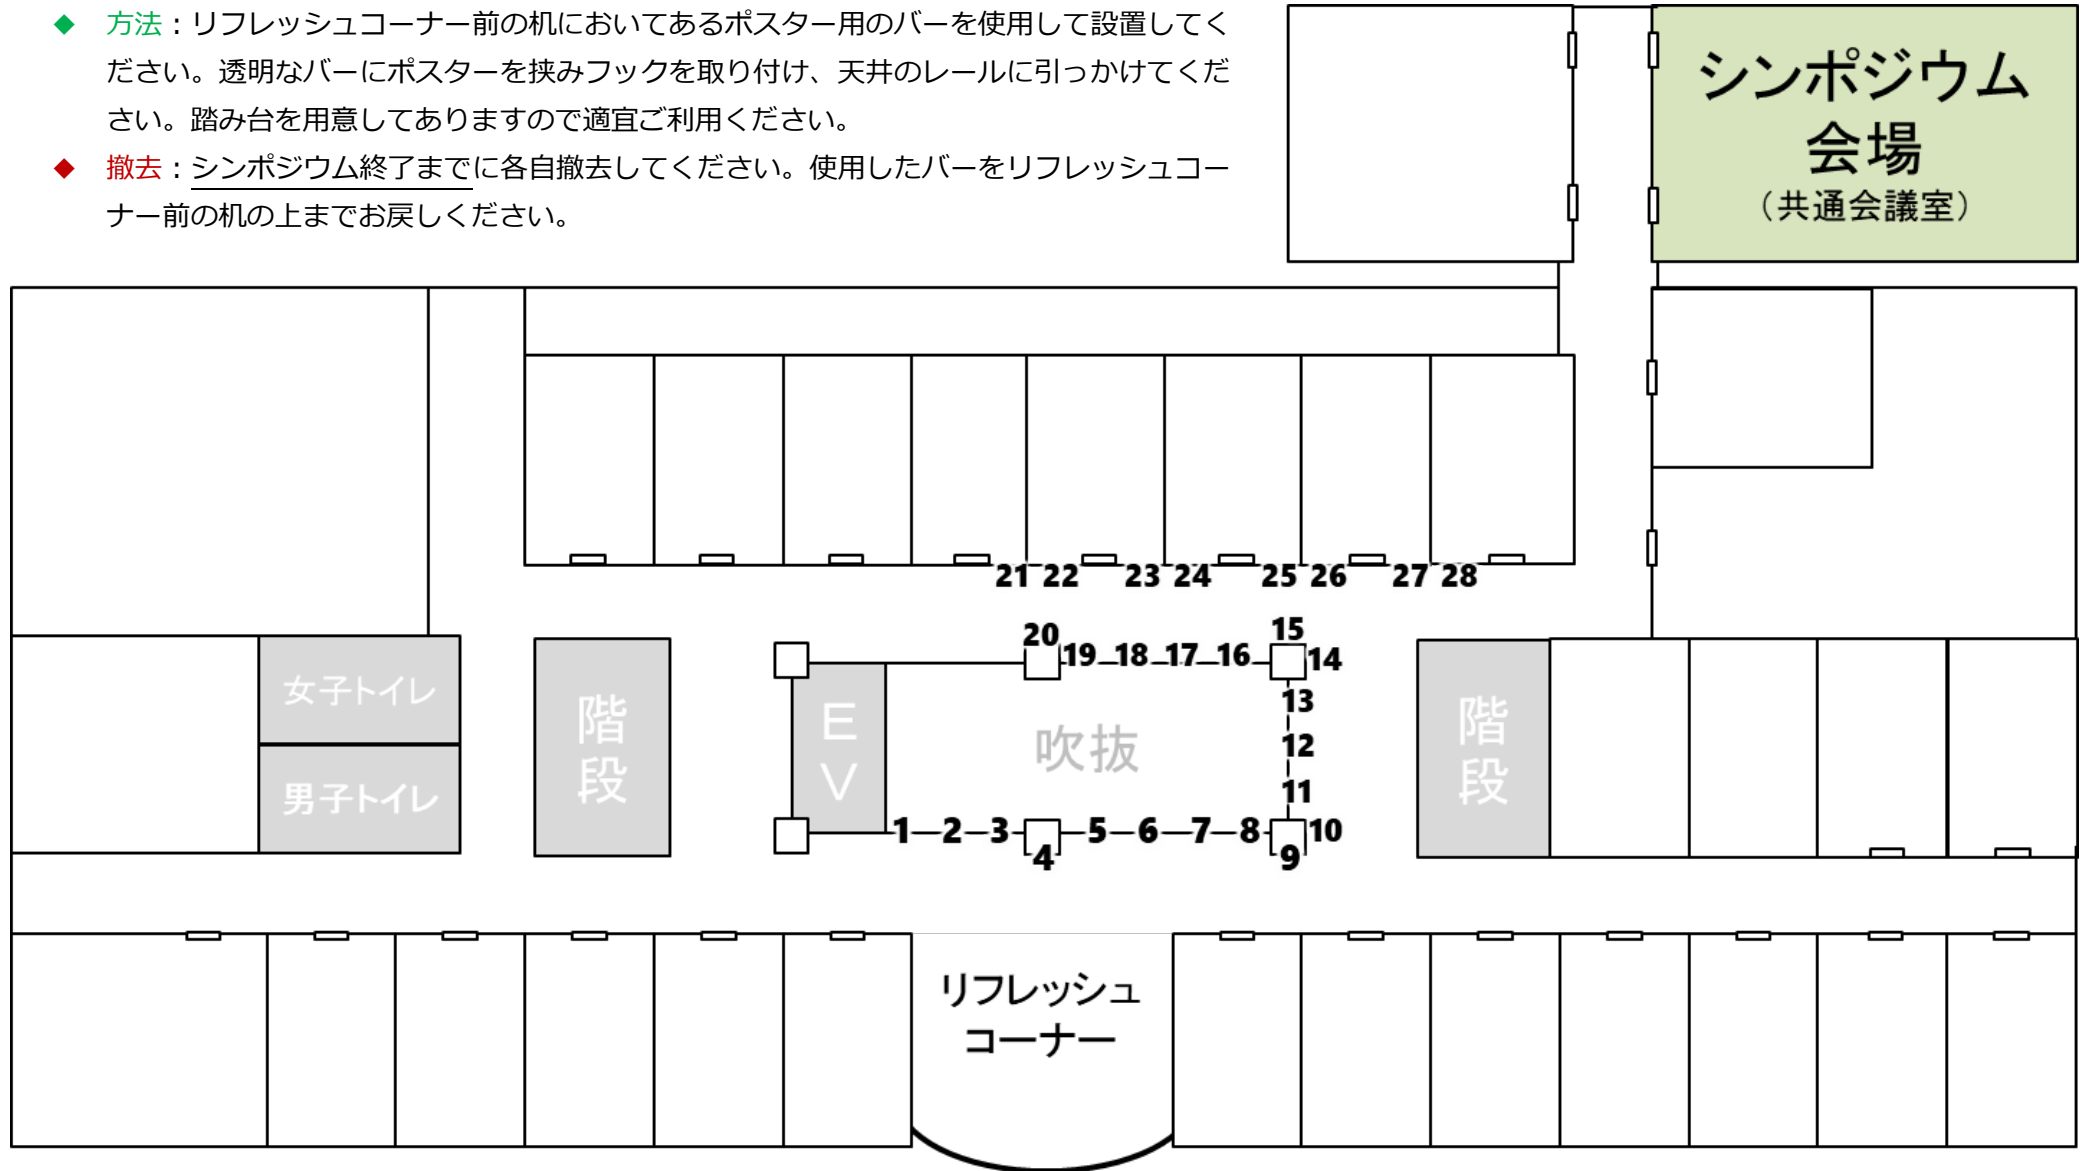 ◆ 方法：リフレッシュコーナー前の机においてあるポスター用のバーを使用して設置してく
ださい。透明なバーにポスターを挟みフックを取り付け、天井のレールに引っかけてくだ
さい。踏み台を用意してありますので適宜ご利用ください。
◆ 撤去：シンポジウム終了までに各自撤去してください。使用したバーをリフレッシュコー
ナー前の机の上までお戻しください。
シンポジウム
会場
（共通会議室）
21 22 23 24 25 26 27 28
20 19 18 17 16 15 14
13
12
11
女子トイレ
男子トイレ
階段
EV
吹抜
階段
1 2 3 4 5 6 7 8 9 10
リフレッシュ
コーナー